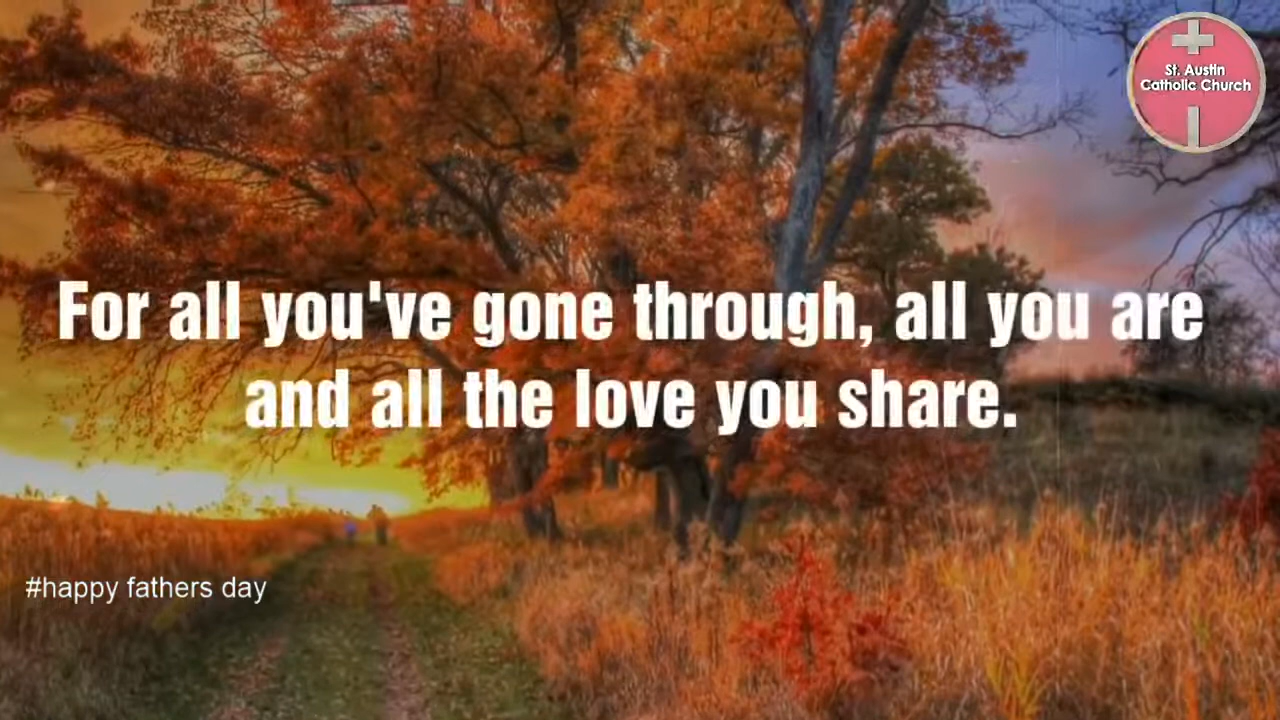 St. Austin
Catholic Church
For all you've gone through, all you are
and all the love you share.
#happy fathers day